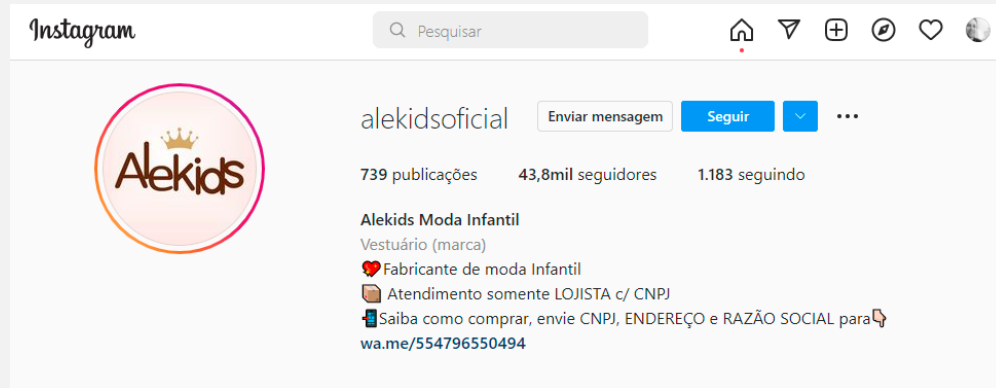 Instagram
Pesquisar
Alekids
alekidsoficial Enviar mensagem Seguir
739 publicações 43,8mil seguidores 1.183 seguindo
Alekids Moda Infantil
Vestuário (marca)
💖Fabricante de moda Infantil
📦 Atendimento somente LOJISTA c/ CNPJ
📲Saiba como comprar, envie CNPJ, ENDEREÇO e RAZÃO SOCIAL para👇🏻
wa.me/554796550494